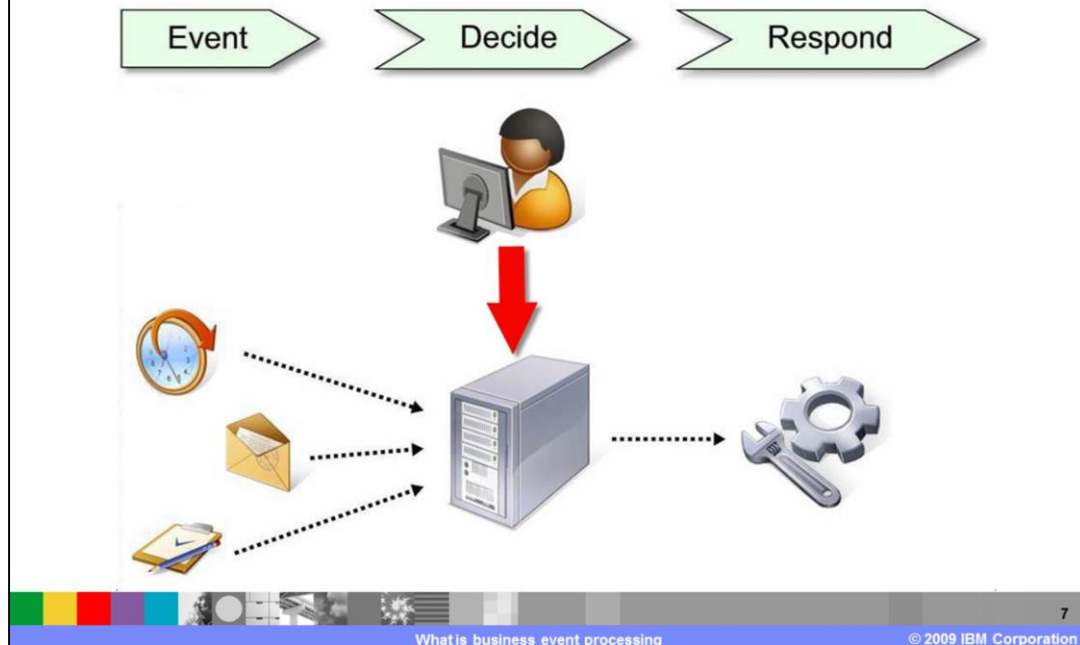 Event Decide Respond
7
What is business event processing © 2009 IBM Corporation